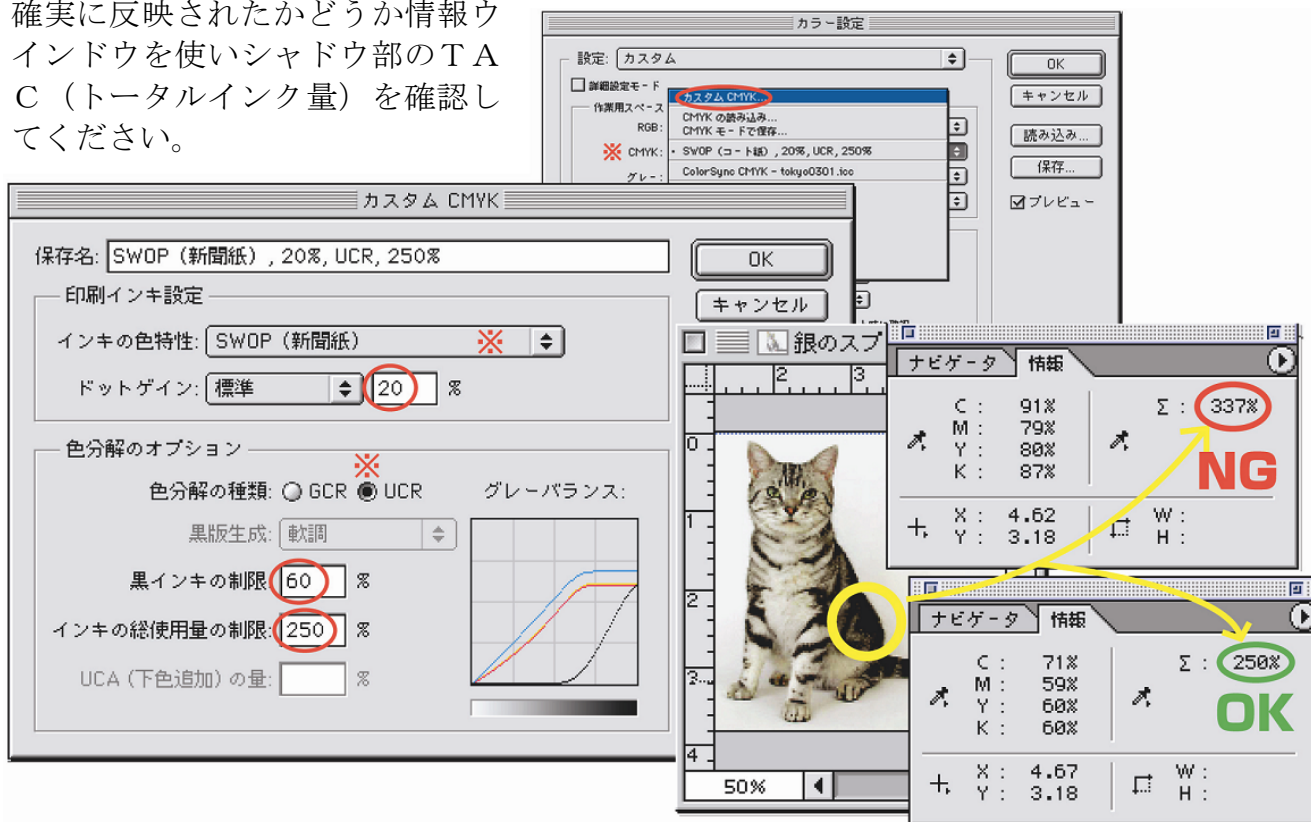 確実に反映されたかどうか情報ウ
インドウを使いシャドウ部のＴＡ
Ｃ（トータルインク量）を確認し
てください。
カラー設定
設定: カスタム
詳細設定モード
作業用スペース
RGB:
※ CMYK:
グレー:
カスタム CMYK...
CMYK の読み込み...
CMYK モードで保存...
・ SWOP（コート紙）, 20%, UCR, 250%
ColorSync CMYK - tokyo0301.icc
OK
キャンセル
読み込み...
保存...
プレビュー
カスタム CMYK
保存名: SWOP（新聞紙）, 20%, UCR, 250%
OK
キャンセル
印刷インキ設定
インキの色特性: SWOP（新聞紙） ※
ドットゲイン: 標準 20 %
色分解のオプション
※
色分解の種類: GCR UCR
グレーバランス:
黒版生成: 軟調
黒インキの制限: 60 %
インキの総使用量の制限: 250 %
UCA（下色追加）の量: %
銀のスプ
2 3
0
1
2
3
4
50%
ナビゲータ 情報
C : 91%
M : 79%
Y : 80%
K : 87%
Σ : 337%
NG
X : 4.62
Y : 3.18
W :
H :
ナビゲータ 情報
C : 71%
M : 59%
Y : 60%
K : 60%
Σ : 250%
OK
X : 4.67
Y : 3.18
W :
H :